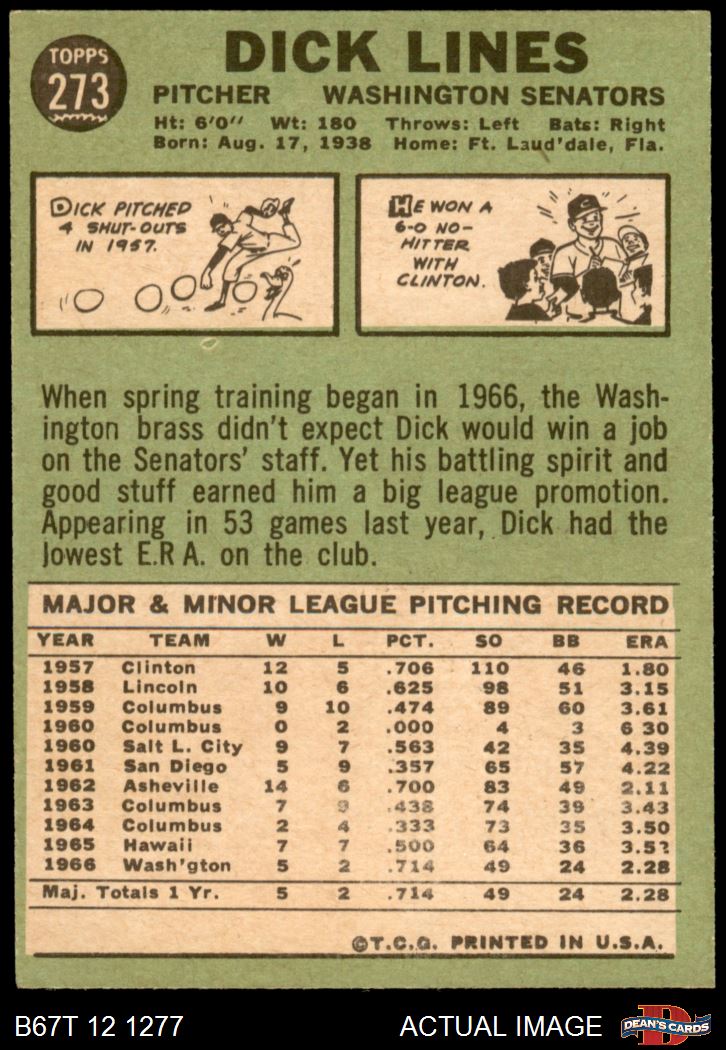 TOPPS
273
DICK LINES
PITCHER WASHINGTON SENATORS
Ht: 6'0" Wt: 180 Throws: Left Bats: Right
Born: Aug. 17, 1938 Home: Ft. Laud'dale, Fla.
DICK PITCHED
4 SHUT-OUTS
IN 1957.
HE WON A
6-0 NO-
HITTER
WITH
CLINTON.
When spring training began in 1966, the Wash-
ington brass didn't expect Dick would win a job
on the Senators' staff. Yet his battling spirit and
good stuff earned him a big league promotion.
Appearing in 53 games last year, Dick had the
lowest E.R A. on the club.
MAJOR & MINOR LEAGUE PITCHING RECORD
YEAR TEAM W L PCT. SO BB ERA
1957 Clinton 12 5 .706 110 46 1.80
1958 Lincoln 10 6 .625 98 51 3.15
1959 Columbus 9 10 .474 89 60 3.61
1960 Columbus 0 2 .000 4 3 6 30
1960 Salt L. City 9 7 .563 42 35 4.39
1961 San Diego 5 9 .357 65 57 4.22
1962 Asheville 14 6 .700 83 49 2.11
1963 Columbus 7 9 .438 74 39 3.43
1964 Columbus 2 4 .333 73 35 3.50
1965 Hawaii 7 7 .500 64 36
1966 Wash'gton 5 2 .714 49 24 2.28
Maj. Totals 1 Yr. 5 2 .714 49 24 2.28
©T.C.G. PRINTED IN U.S.A.
B67T 12 1277 ACTUAL IMAGE
DEAN'S CARDS